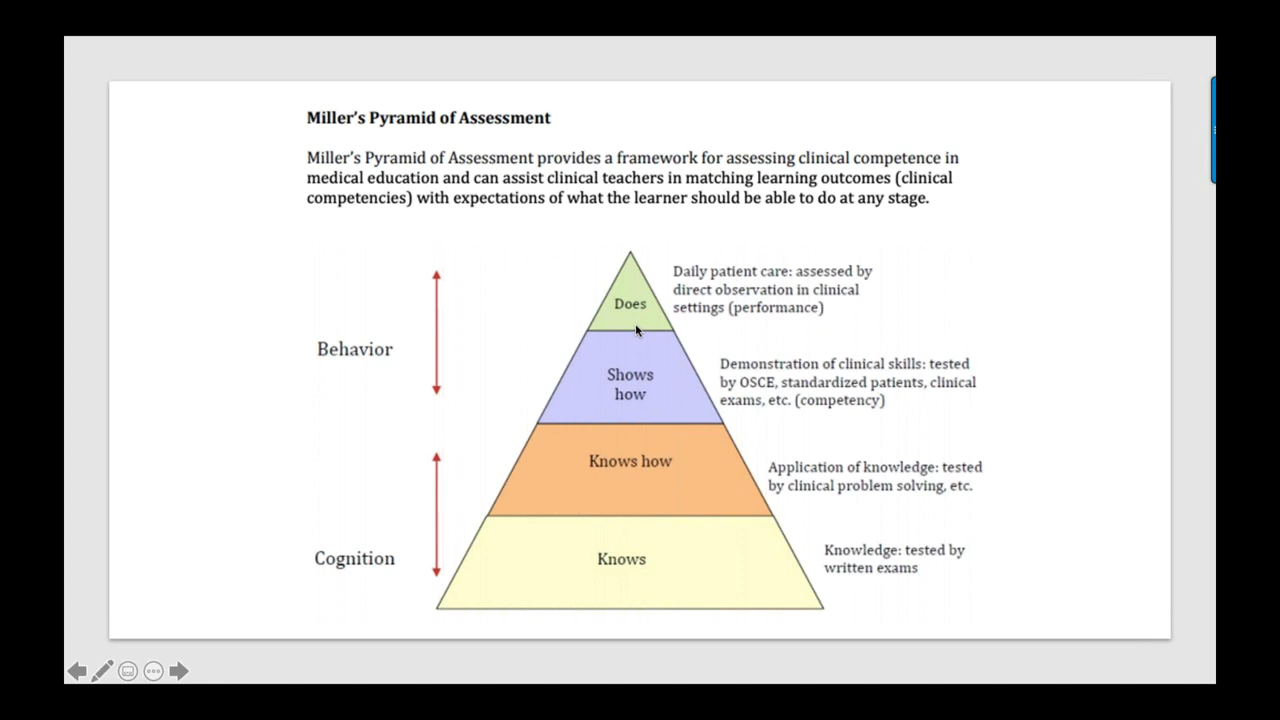 Miller’s Pyramid of Assessment
Miller’s Pyramid of Assessment provides a framework for assessing clinical competence in
medical education and can assist clinical teachers in matching learning outcomes (clinical
competencies) with expectations of what the learner should be able to do at any stage.
Does
Daily patient care: assessed by
direct observation in clinical
settings (performance)
Behavior
Shows
how
Demonstration of clinical skills: tested
by OSCE, standardized patients, clinical
exams, etc. (competency)
Knows how
Application of knowledge: tested
by clinical problem solving, etc.
Cognition
Knows
Knowledge: tested by
written exams